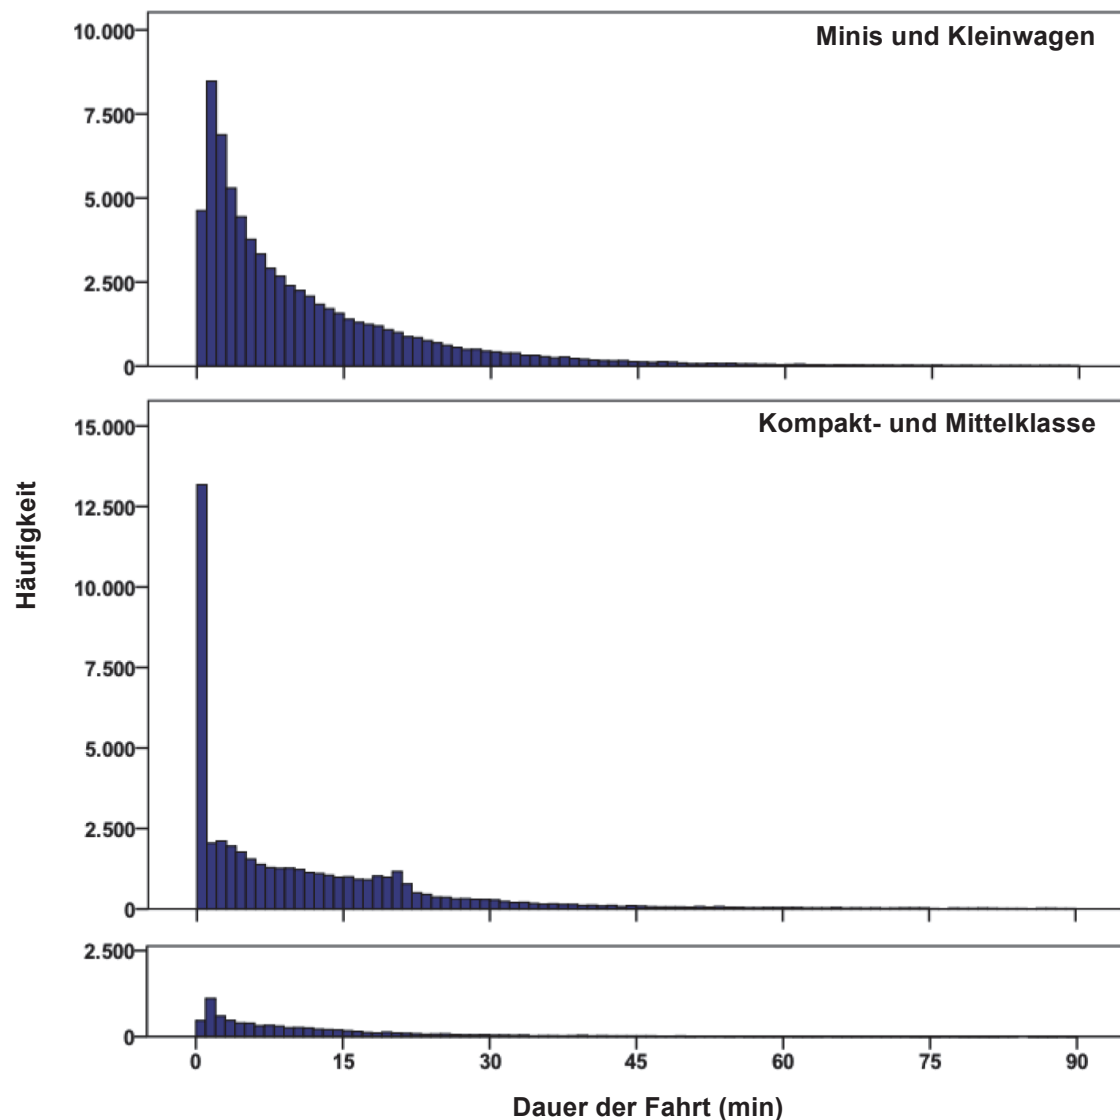 Minis und Kleinwagen
10.000
7.500
5.000
2.500
0
Kompakt- und Mittelklasse
15.000
12.500
10.000
7.500
5.000
2.500
0
Häufigkeit
2.500
0
0 15 30 45 60 75 90
Dauer der Fahrt (min)